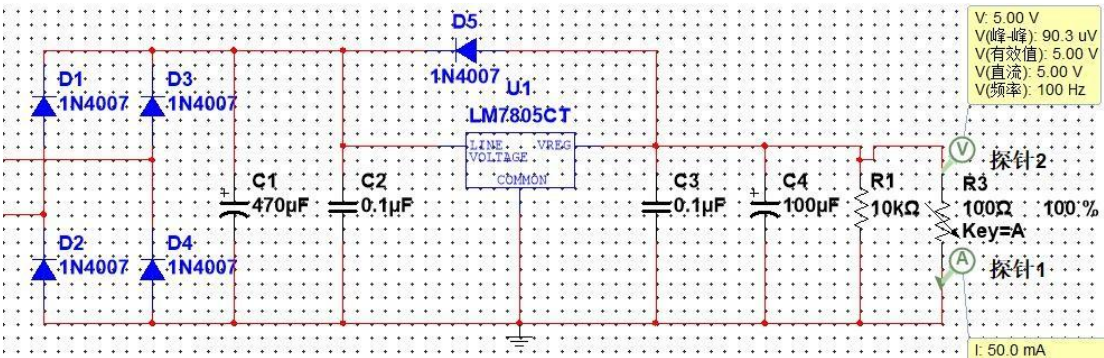 V: 5.00 V
V(峰-峰): 90.3 uV
V(有效值): 5.00 V
V(直流): 5.00 V
V(频率): 100 Hz
D5
1N4007
D1
1N4007
D3
1N4007
U1
LM7805CT
LINE VREG
VOLTAGE
COMMON
探针2
C1
470µF
C2
0.1µF
C3
0.1µF
C4
100µF
R1
10kΩ
R3
100Ω 100 %
Key=A
D2
1N4007
D4
1N4007
V
A
探针1
I: 50.0 mA